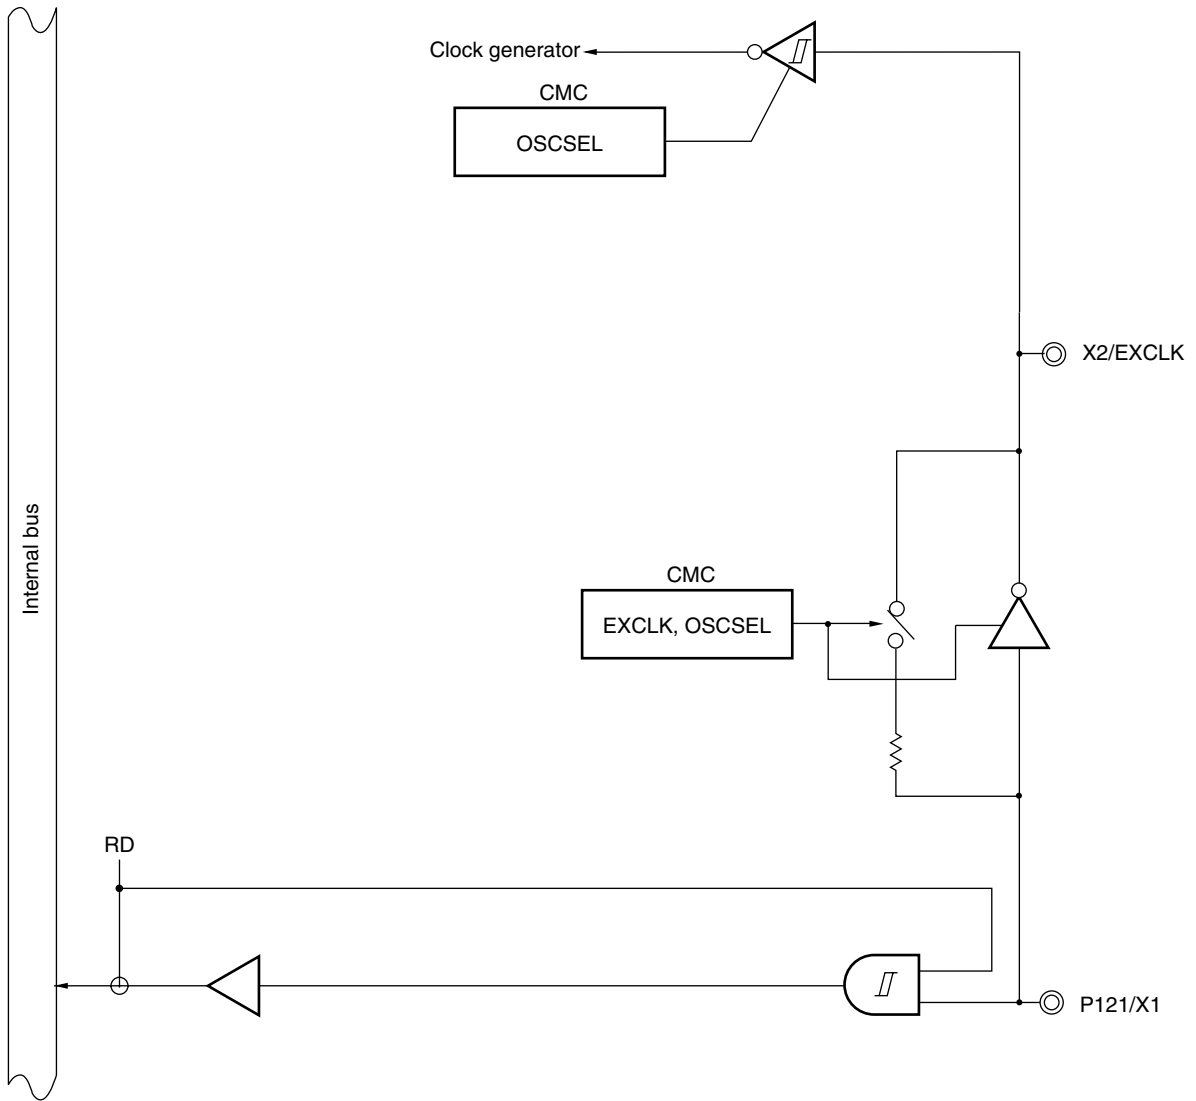 Clock generator
CMC
OSCSEL
X2/EXCLK
Internal bus
CMC
EXCLK, OSCSEL
RD
P121/X1